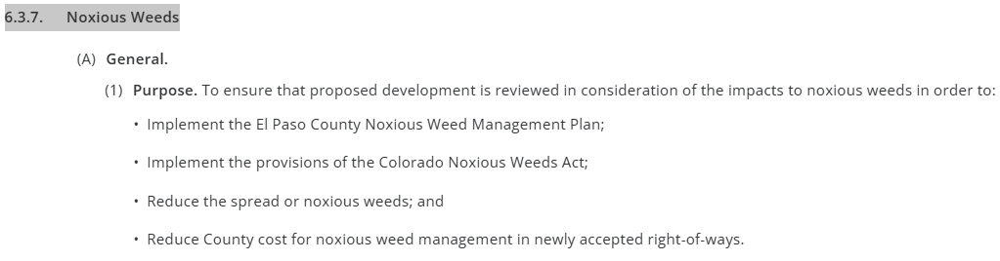 6.3.7. Noxious Weeds
(A) General.
(1) Purpose. To ensure that proposed development is reviewed in consideration of the impacts to noxious weeds in order to:
• Implement the El Paso County Noxious Weed Management Plan;
• Implement the provisions of the Colorado Noxious Weeds Act;
• Reduce the spread or noxious weeds; and
• Reduce County cost for noxious weed management in newly accepted right-of-ways.